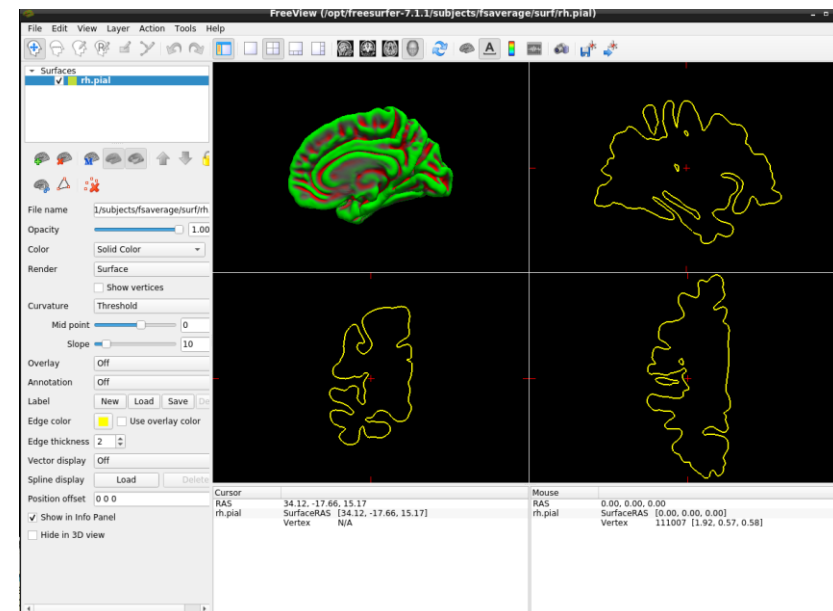 FreeView (/opt/freesurfer-7.1.1/subjects/fsaverage/surf/rh.pial)
File Edit View Layer Action Tools Help
Surfaces
rh.pial
File name 1/subjects/fsaverage/surf/rh
Opacity 1.00
Color Solid Color
Render Surface
Show vertices
Curvature Threshold
Mid point 0
Slope 10
Overlay Off
Annotation Off
Label New Load Save De
Edge color Use overlay color
Edge thickness 2
Vector display Off
Spline display Load Delete
Position offset 0 0 0
Show in Info Panel
Hide in 3D view
Cursor
RAS 34.12, -17.66, 15.17
rh.pial SurfaceRAS [34.12, -17.66, 15.17]
Vertex N/A
Mouse
RAS 0.00, 0.00, 0.00
rh.pial SurfaceRAS [0.00, 0.00, 0.00]
Vertex 111007 [1.92, 0.57, 0.58]